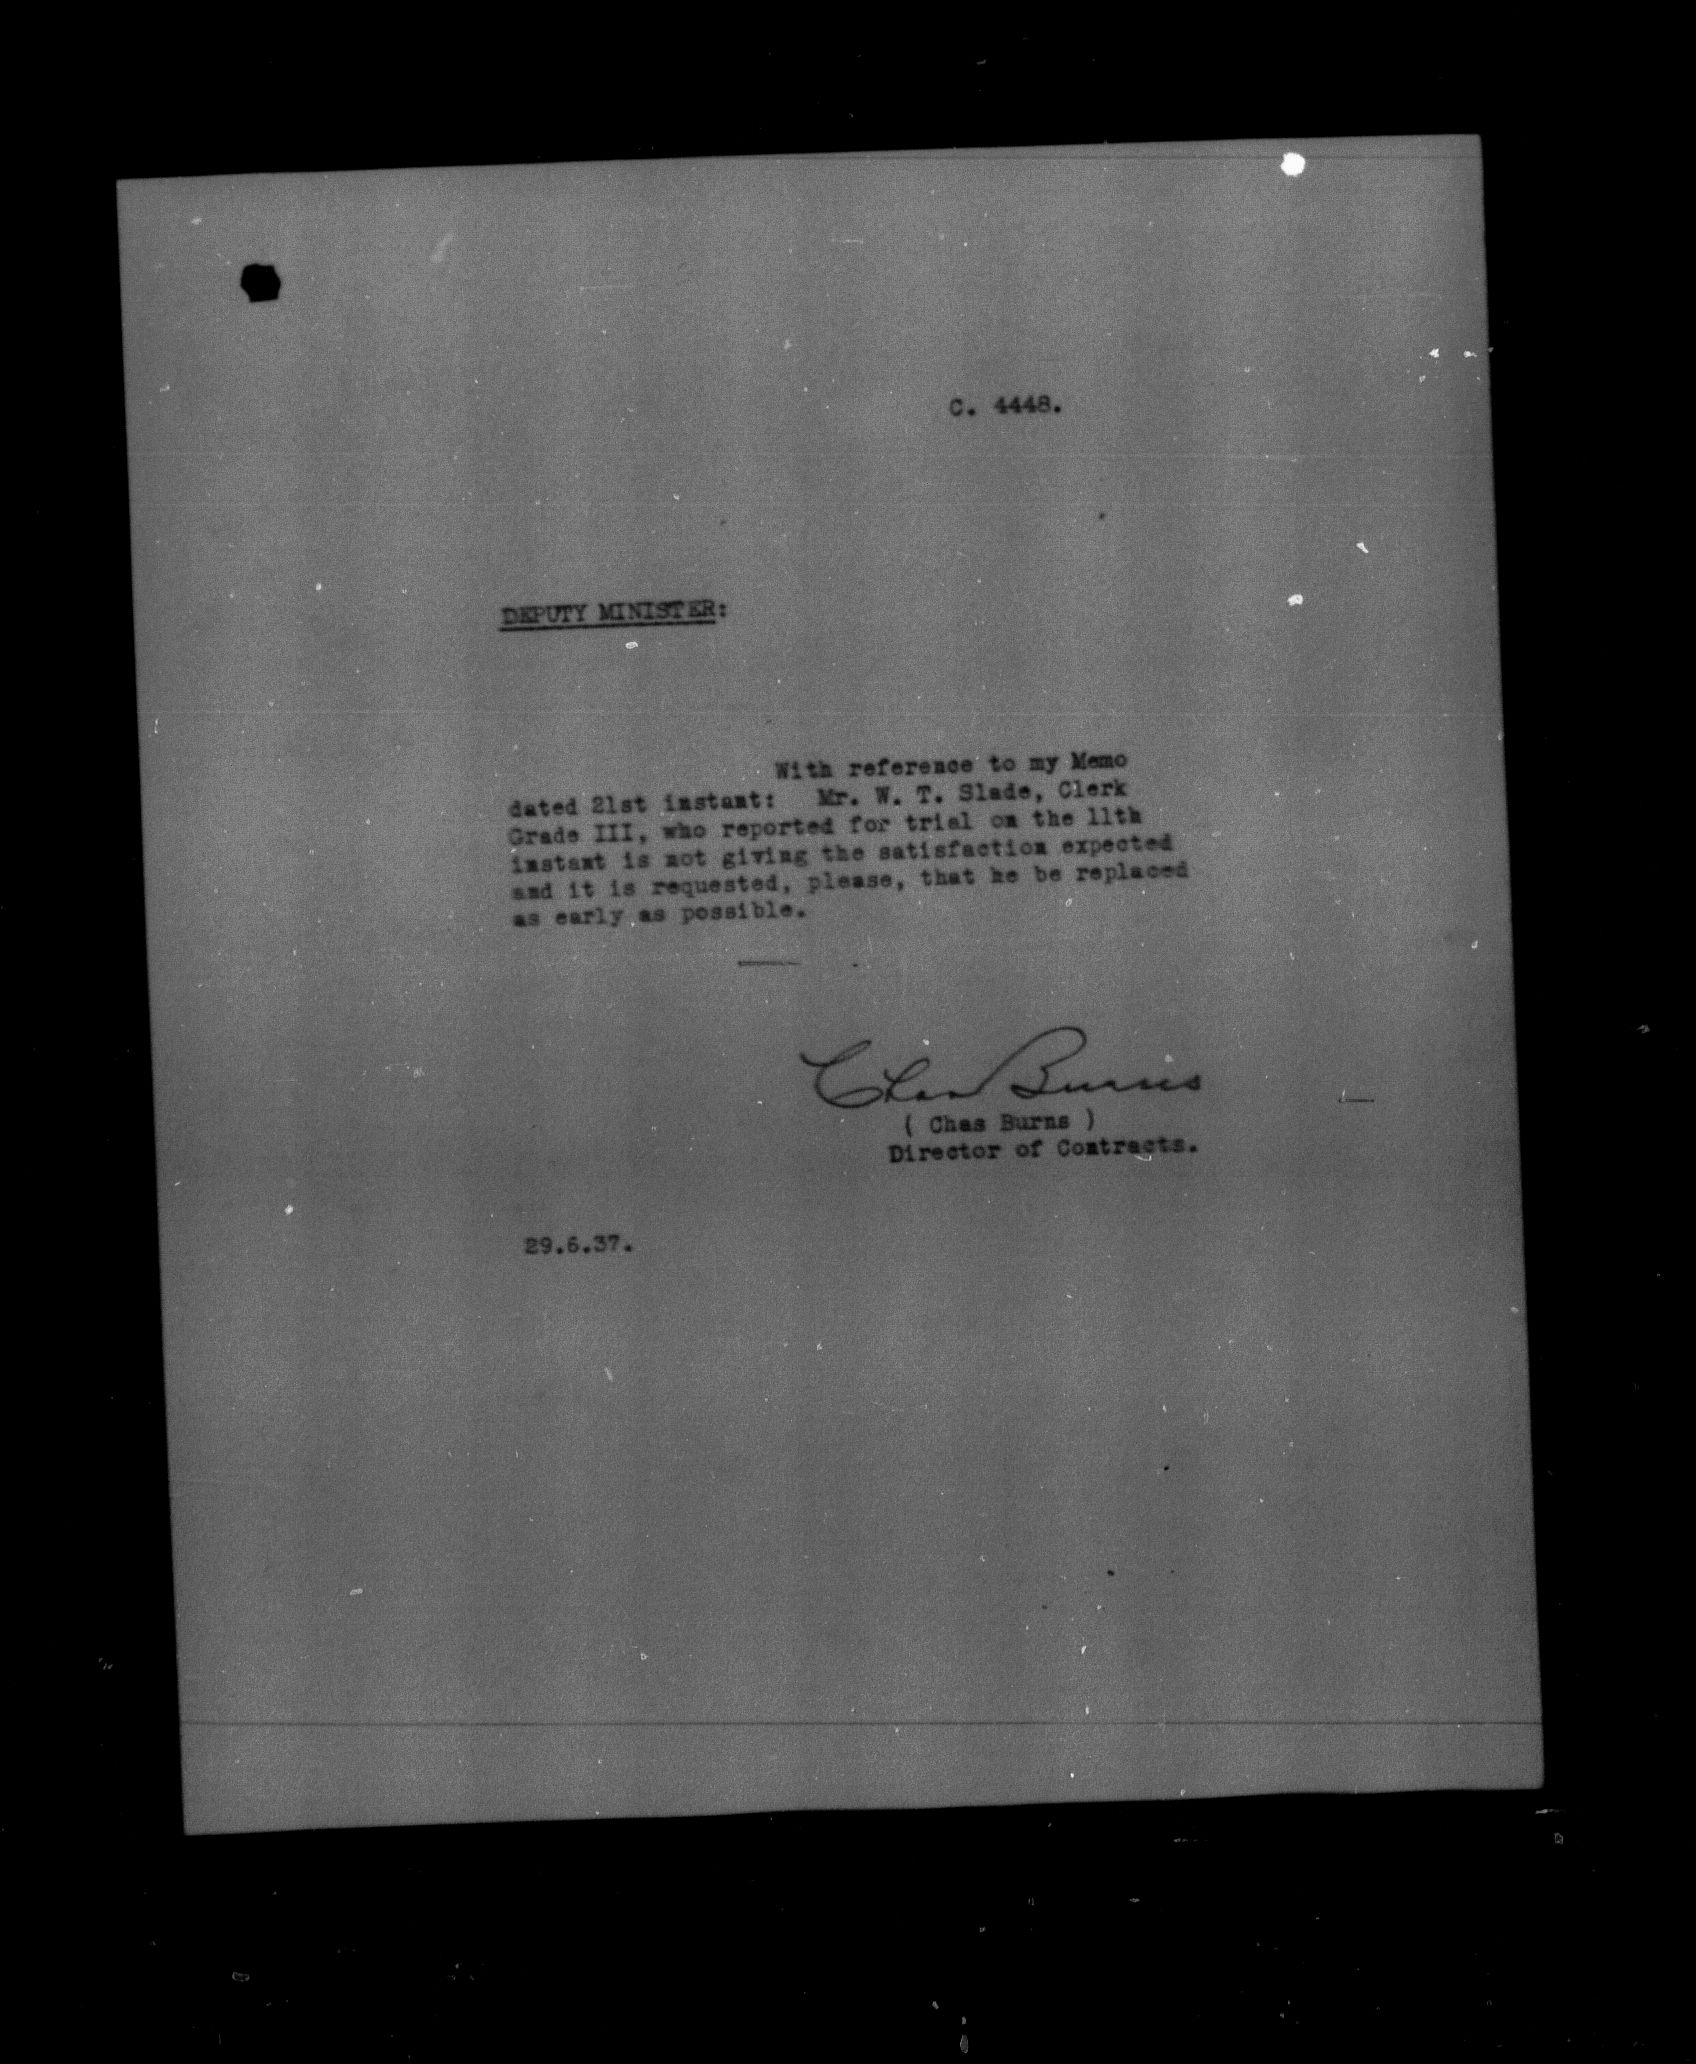 C. 4448.
DEPUTY MINISTER:
With reference to my Memo
dated 21st instant: Mr. W. T. Slade, Clerk
Grade III, who reported for trial on the 11th
instant is not giving the satisfaction expected
and it is requested, please, that he be replaced
as early as possible.
Chas Burns
( Chas Burns )
Director of Contracts.
29.6.37.